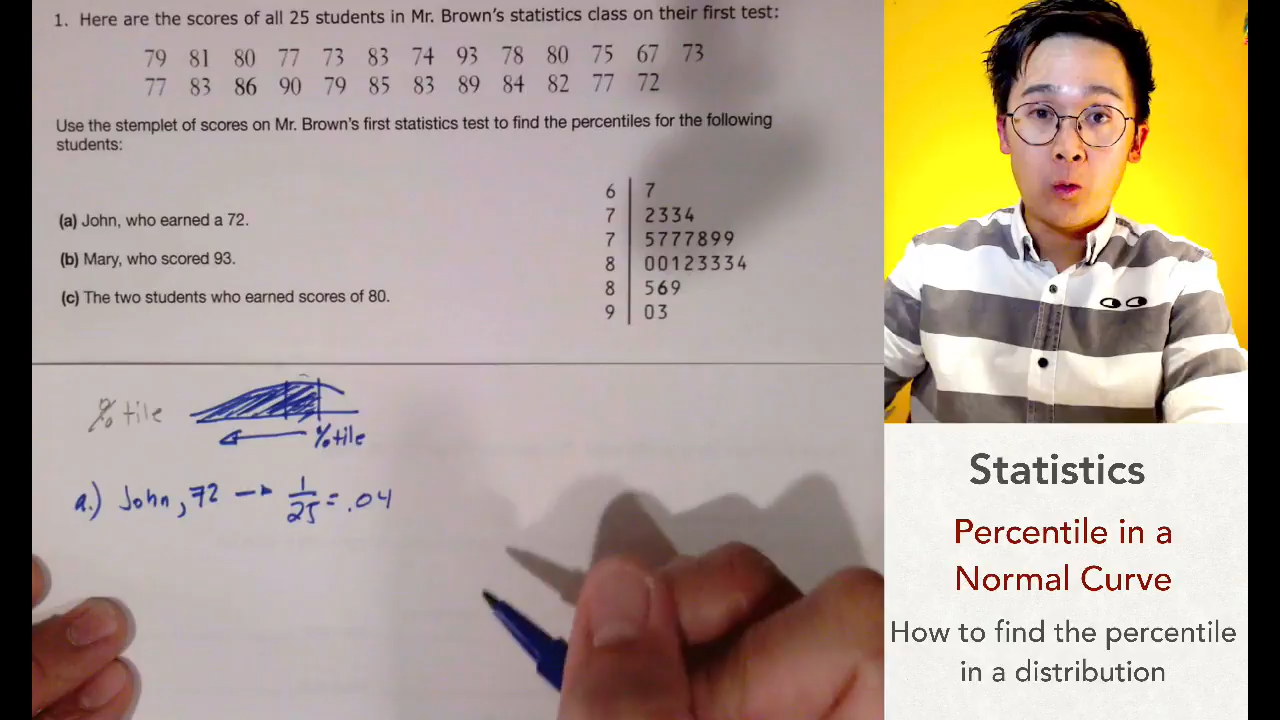 1. Here are the scores of all 25 students in Mr. Brown's statistics class on their first test:
79 81 80 77 73 83 74 93 78 80 75 67 73
77 83 86 90 79 85 83 89 84 82 77 72
Use the stemplet of scores on Mr. Brown's first statistics test to find the percentiles for the following
students:
(a) John, who earned a 72.
(b) Mary, who scored 93.
(c) The two students who earned scores of 80.
6 | 7
7 | 2334
7 | 5777899
8 | 00123334
8 | 569
9 | 03
%tile
%tile
a.) John, 72 → 1/25 = .04
Statistics
Percentile in a
Normal Curve
How to find the percentile
in a distribution